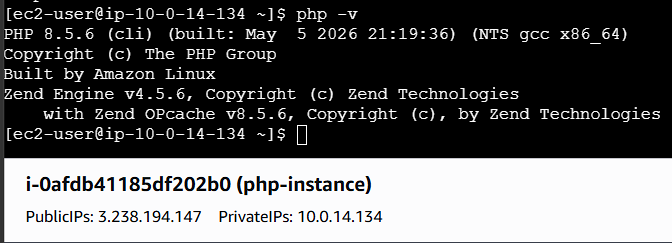 [ec2-user@ip-10-0-14-134 ~]$ php -v
PHP 8.5.6 (cli) (built: May  5 2026 21:19:36) (NTS gcc x86_64)
Copyright (c) The PHP Group
Built by Amazon Linux
Zend Engine v4.5.6, Copyright (c) Zend Technologies
    with Zend OPcache v8.5.6, Copyright (c), by Zend Technologies
[ec2-user@ip-10-0-14-134 ~]$
i-0afdb41185df202b0 (php-instance)
PublicIPs: 3.238.194.147    PrivateIPs: 10.0.14.134